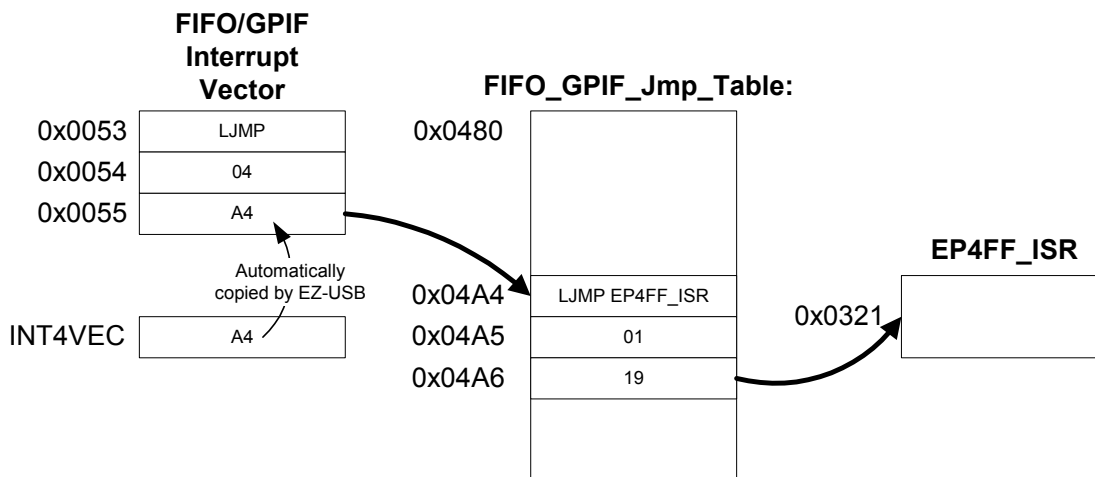 FIFO/GPIF
Interrupt
Vector
FIFO_GPIF_Jmp_Table:
0x0053
LJMP
0x0480
0x0054
04
0x0055
A4
Automatically
copied by EZ-USB
INT4VEC
A4
0x04A4
LJMP EP4FF_ISR
0x04A5
01
0x04A6
19
EP4FF_ISR
0x0321